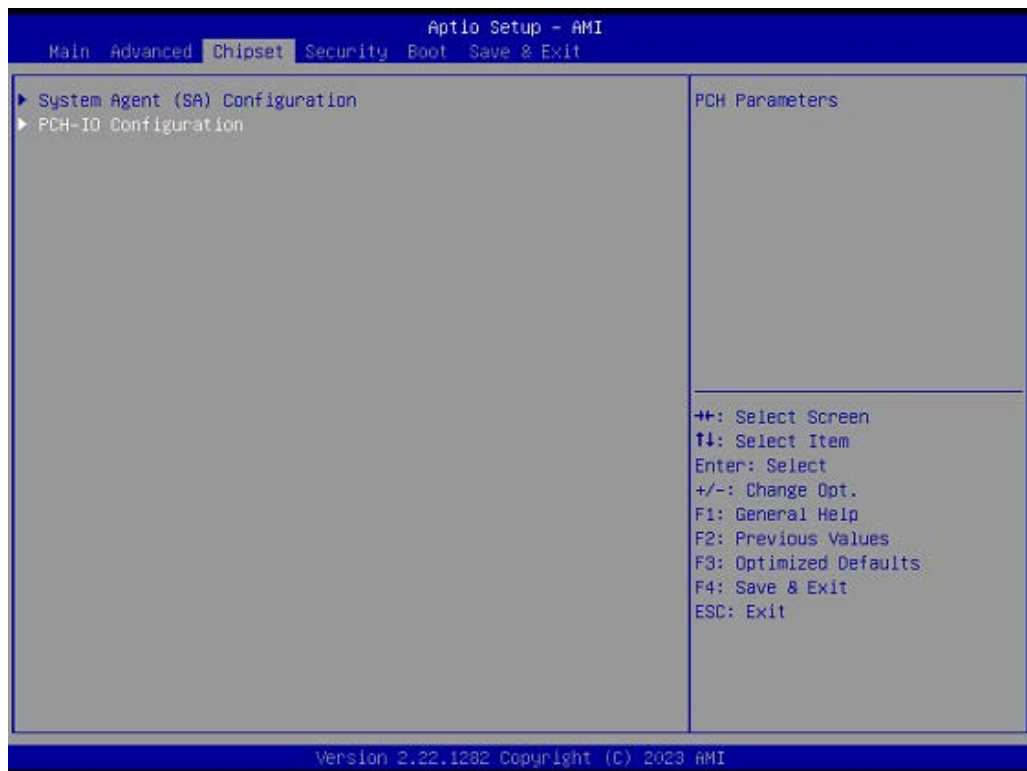 Aptio Setup – AMI
Main Advanced Chipset Security Boot Save & Exit
▶ System Agent (SA) Configuration
▶ PCH-IO Configuration
PCH Parameters
→←: Select Screen
↑↓: Select Item
Enter: Select
+/-: Change Opt.
F1: General Help
F2: Previous Values
F3: Optimized Defaults
F4: Save & Exit
ESC: Exit
Version 2.22.1282 Copyright (C) 2023 AMI